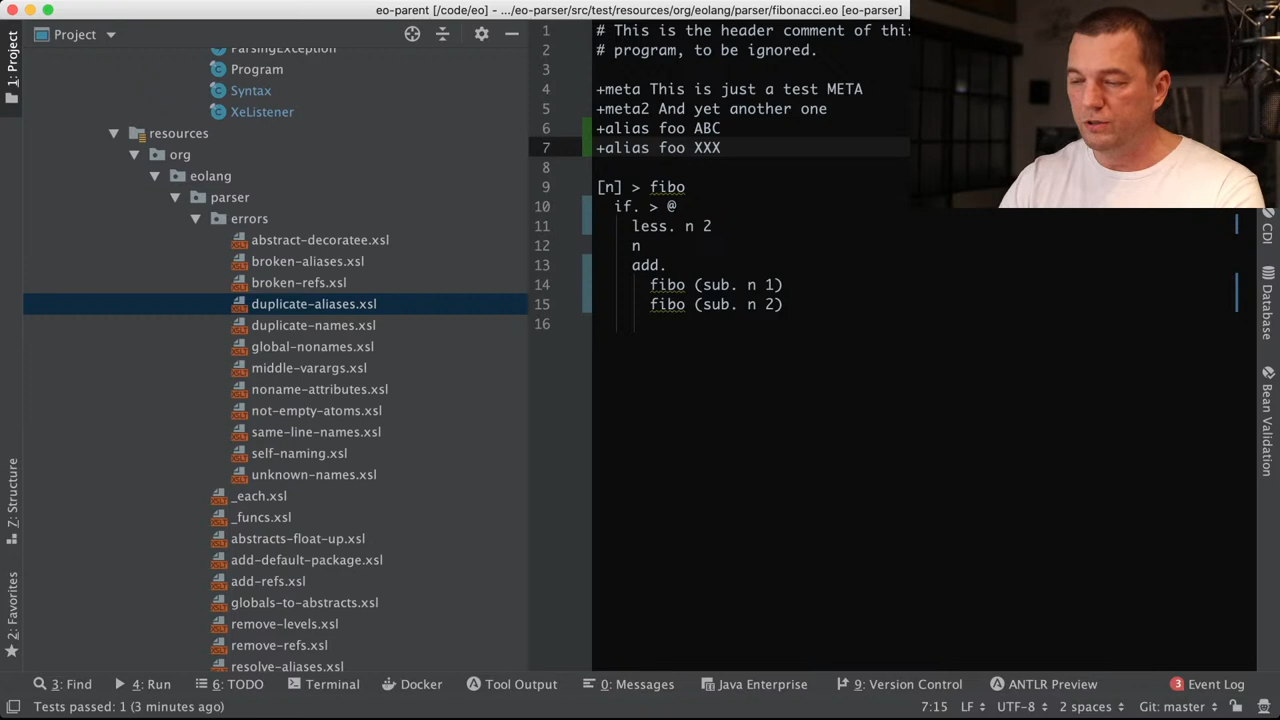 eo-parent [/code/eo] – .../eo-parser/src/test/resources/org/eolang/parser/fibonacci.eo [eo-parser]
Project
1: Project
7: Structure
2: Favorites
ParsingException
Program
Syntax
XeListener
resources
org
eolang
parser
errors
abstract-decoratee.xsl
broken-aliases.xsl
broken-refs.xsl
duplicate-aliases.xsl
duplicate-names.xsl
global-nonames.xsl
middle-varargs.xsl
noname-attributes.xsl
not-empty-atoms.xsl
same-line-names.xsl
self-naming.xsl
unknown-names.xsl
_each.xsl
_funcs.xsl
abstracts-float-up.xsl
add-default-package.xsl
add-refs.xsl
globals-to-abstracts.xsl
remove-levels.xsl
remove-refs.xsl
resolve-aliases.xsl
1 # This is the header comment of this
2 # program, to be ignored.
3
4 +meta This is just a test META
5 +meta2 And yet another one
6 +alias foo ABC
7 +alias foo XXX
8
9 [n] > fibo
10 if. > @
11 less. n 2
12 n
13 add.
14 fibo (sub. n 1)
15 fibo (sub. n 2)
16
CDI
Database
Bean Validation
3: Find 4: Run 6: TODO Terminal Docker Tool Output 0: Messages Java Enterprise 9: Version Control ANTLR Preview 3 Event Log
Tests passed: 1 (3 minutes ago) 7:15 LF UTF-8 2 spaces Git: master